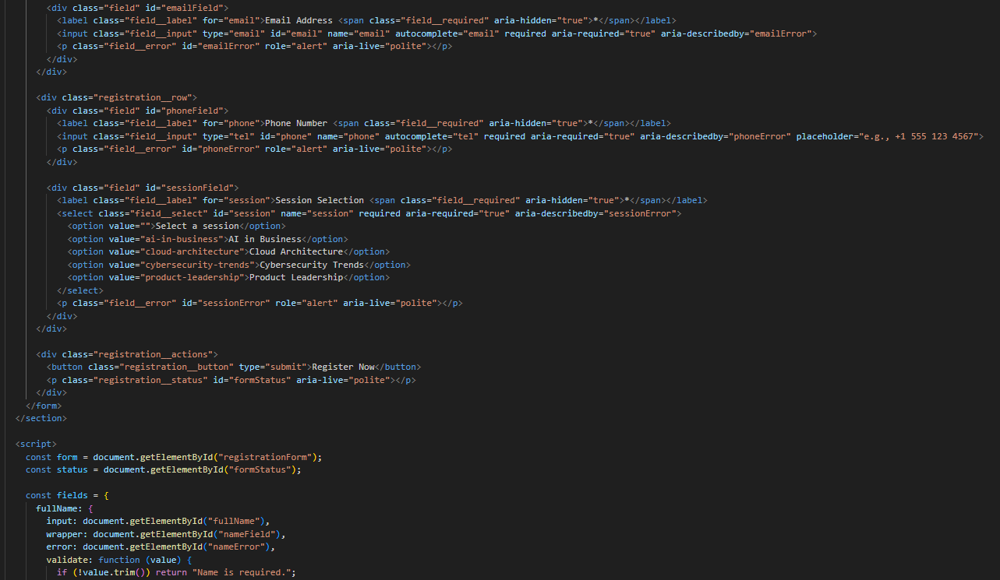 <div class="field" id="emailField">
<label class="field__label" for="email">Email Address <span class="field__required" aria-hidden="true">*</span></label>
<input class="field__input" type="email" id="email" name="email" autocomplete="email" required aria-required="true" aria-describedby="emailError">
<p class="field__error" id="emailError" role="alert" aria-live="polite"></p>
</div>
</div>
<div class="registration__row">
<div class="field" id="phoneField">
<label class="field__label" for="phone">Phone Number <span class="field__required" aria-hidden="true">*</span></label>
<input class="field__input" type="tel" id="phone" name="phone" autocomplete="tel" required aria-required="true" aria-describedby="phoneError" placeholder="e.g., +1 555 123 4567">
<p class="field__error" id="phoneError" role="alert" aria-live="polite"></p>
</div>
<div class="field" id="sessionField">
<label class="field__label" for="session">Session Selection <span class="field__required" aria-hidden="true">*</span></label>
<select class="field__select" id="session" name="session" required aria-required="true" aria-describedby="sessionError">
<option value="">Select a session</option>
<option value="ai-in-business">AI in Business</option>
<option value="cloud-architecture">Cloud Architecture</option>
<option value="cybersecurity-trends">Cybersecurity Trends</option>
<option value="product-leadership">Product Leadership</option>
</select>
<p class="field__error" id="sessionError" role="alert" aria-live="polite"></p>
</div>
</div>
<div class="registration__actions">
<button class="registration__button" type="submit">Register Now</button>
<p class="registration__status" id="formStatus" aria-live="polite"></p>
</div>
</form>
</section>
<script>
const form = document.getElementById("registrationForm");
const status = document.getElementById("formStatus");
const fields = {
fullName: {
input: document.getElementById("fullName"),
wrapper: document.getElementById("nameField"),
error: document.getElementById("nameError"),
validate: function (value) {
if (!value.trim()) return "Name is required.";